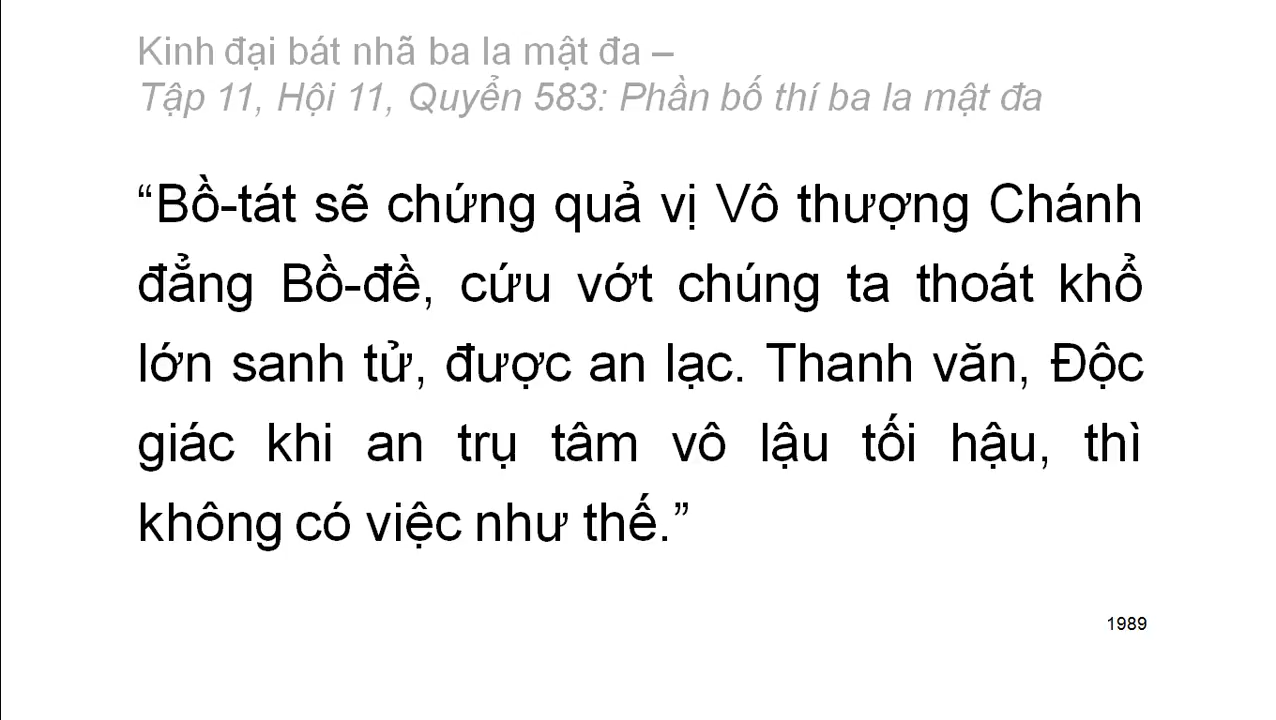 Kinh đại bát nhã ba la mật đa –
Tập 11, Hội 11, Quyển 583: Phần bố thí ba la mật đa
“Bồ-tát sẽ chứng quả vị Vô thượng Chánh
đẳng Bồ-đề, cứu vớt chúng ta thoát khổ
lớn sanh tử, được an lạc. Thanh văn, Độc
giác khi an trụ tâm vô lậu tối hậu, thì
không có việc như thế.”
1989